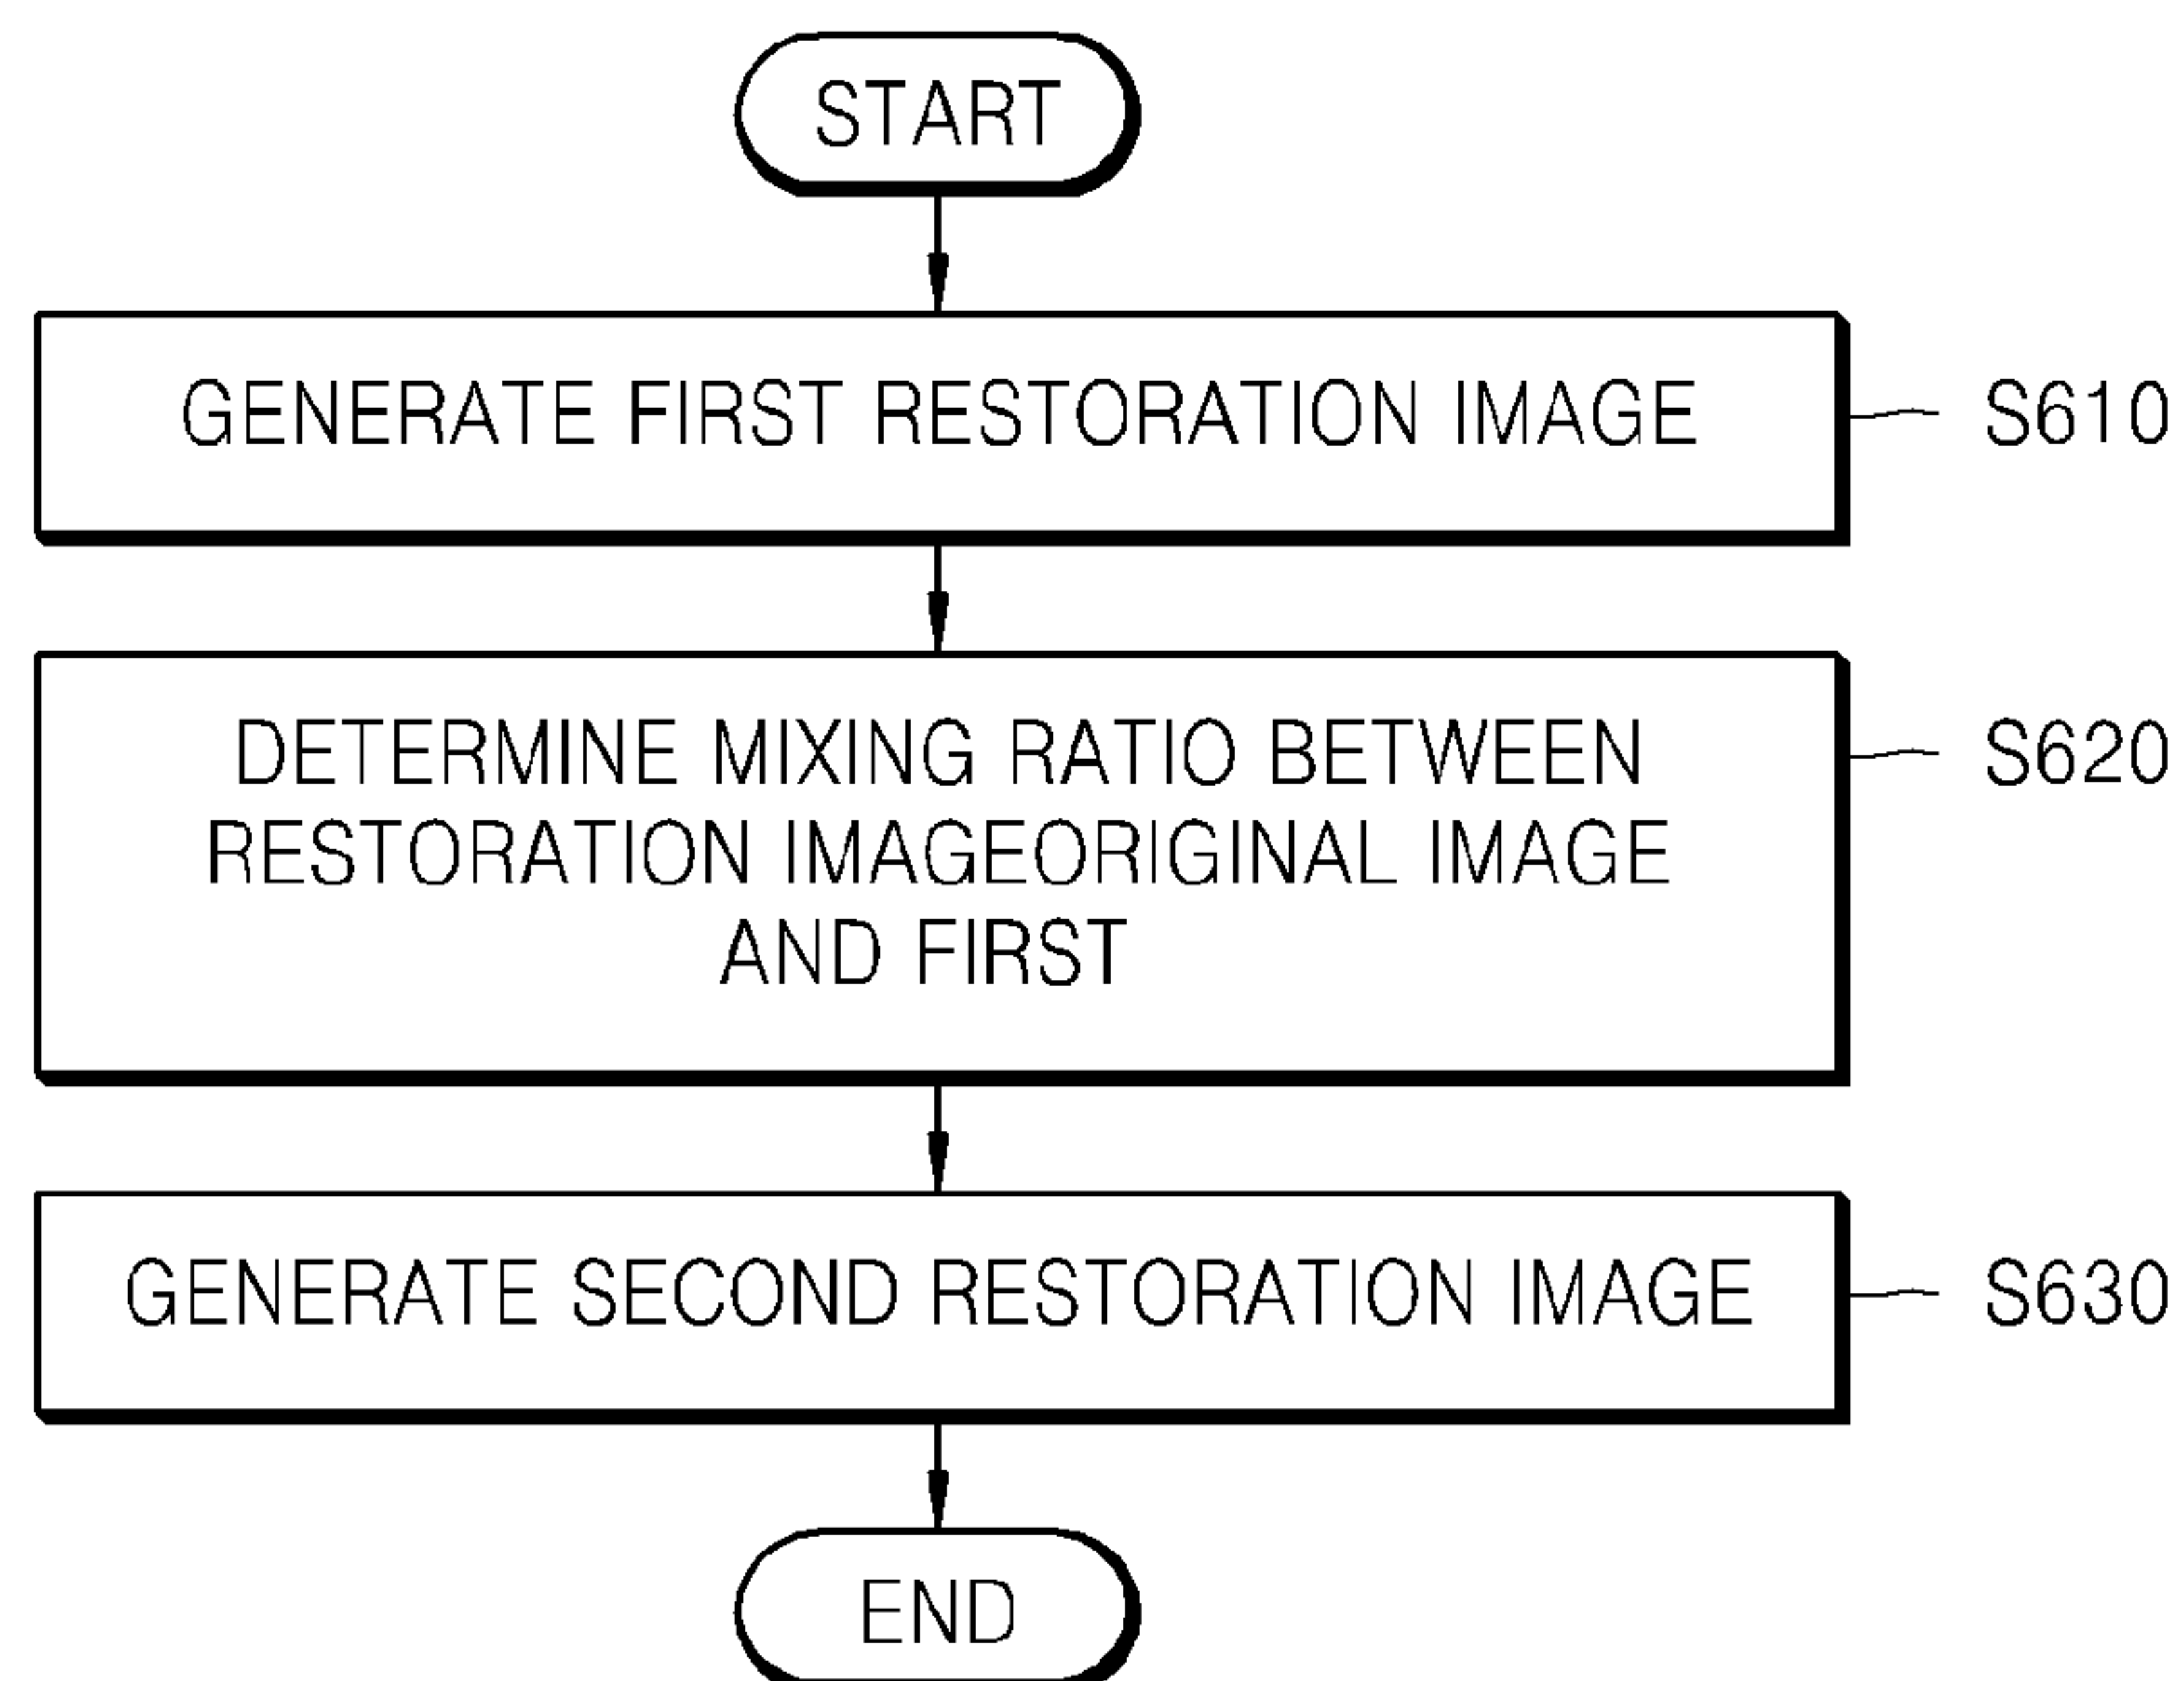 START
GENERATE FIRST RESTORATION IMAGE
S610
DETERMINE MIXING RATIO BETWEEN
S620
RESTORATION IMAGEORIGINAL IMAGE
AND FIRST
GENERATE SECOND RESTORATION IMAGE
S630
END